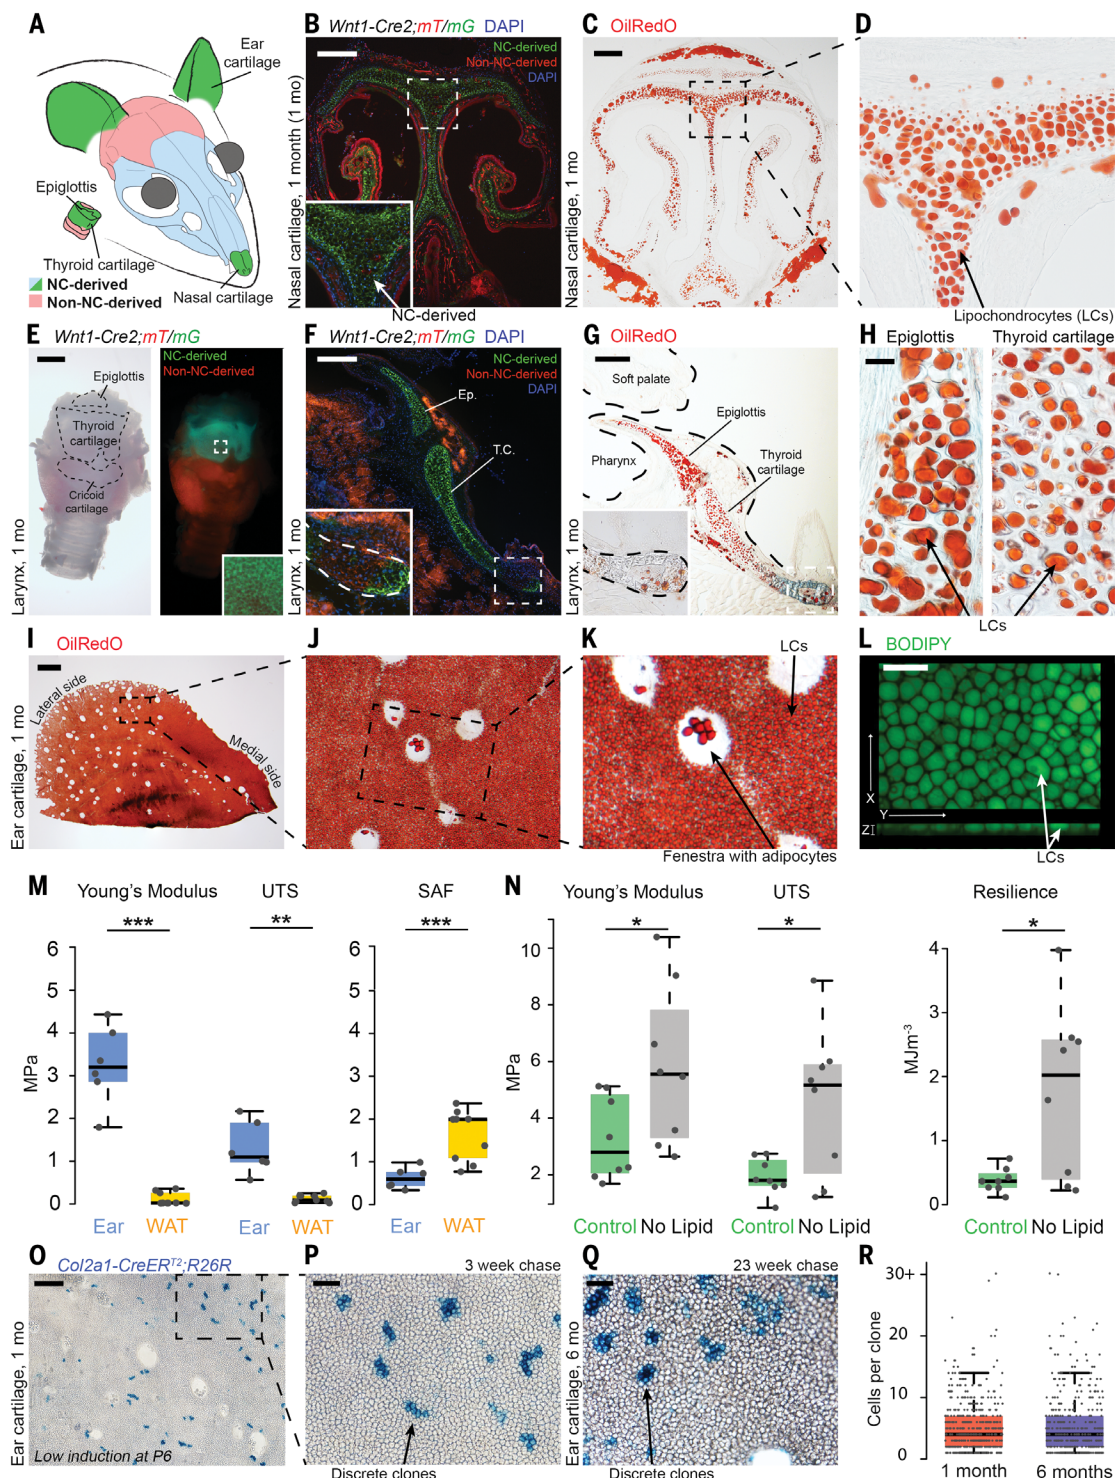 A
Ear
cartilage
Epiglottis
Thyroid cartilage
Nasal cartilage
NC-derived
Non-NC-derived
B Wnt1-Cre2;mT/mG DAPI
NC-derived
Non-NC-derived
DAPI
Nasal cartilage, 1 month (1 mo)
NC-derived
C OilRedO
Nasal cartilage, 1 mo
D
Lipochondrocytes (LCs)
E Wnt1-Cre2;mT/mG
NC-derived
Non-NC-derived
Epiglottis
Thyroid
cartilage
Cricoid
cartilage
Larynx, 1 mo
F Wnt1-Cre2;mT/mG DAPI
NC-derived
Non-NC-derived
DAPI
Ep.
T.C.
Larynx, 1 mo
G OilRedO
Soft palate
Epiglottis
Pharynx
Thyroid
cartilage
Larynx, 1 mo
H Epiglottis Thyroid cartilage
LCs
I OilRedO
Lateral side
Medial side
Ear cartilage, 1 mo
J
K
LCs
Fenestra with adipocytes
L BODIPY
X
Y
Z
LCs
M Young's Modulus UTS SAF
*** ** ***
MPa
6
5
4
3
2
1
0
6
5
4
3
2
1
0
Ear WAT Ear WAT Ear WAT
N Young's Modulus UTS Resilience
* * *
MPa
10
8
6
4
2
MJm-3
4
3
2
1
0
Control No Lipid Control No Lipid Control No Lipid
O Col2a1-CreERT2;R26R
Ear cartilage, 1 mo
Low induction at P6
P 3 week chase
Discrete clones
Q 23 week chase
Ear cartilage, 6 mo
Discrete clones
R
Cells per clone
30+
20
10
0
1 month 6 months